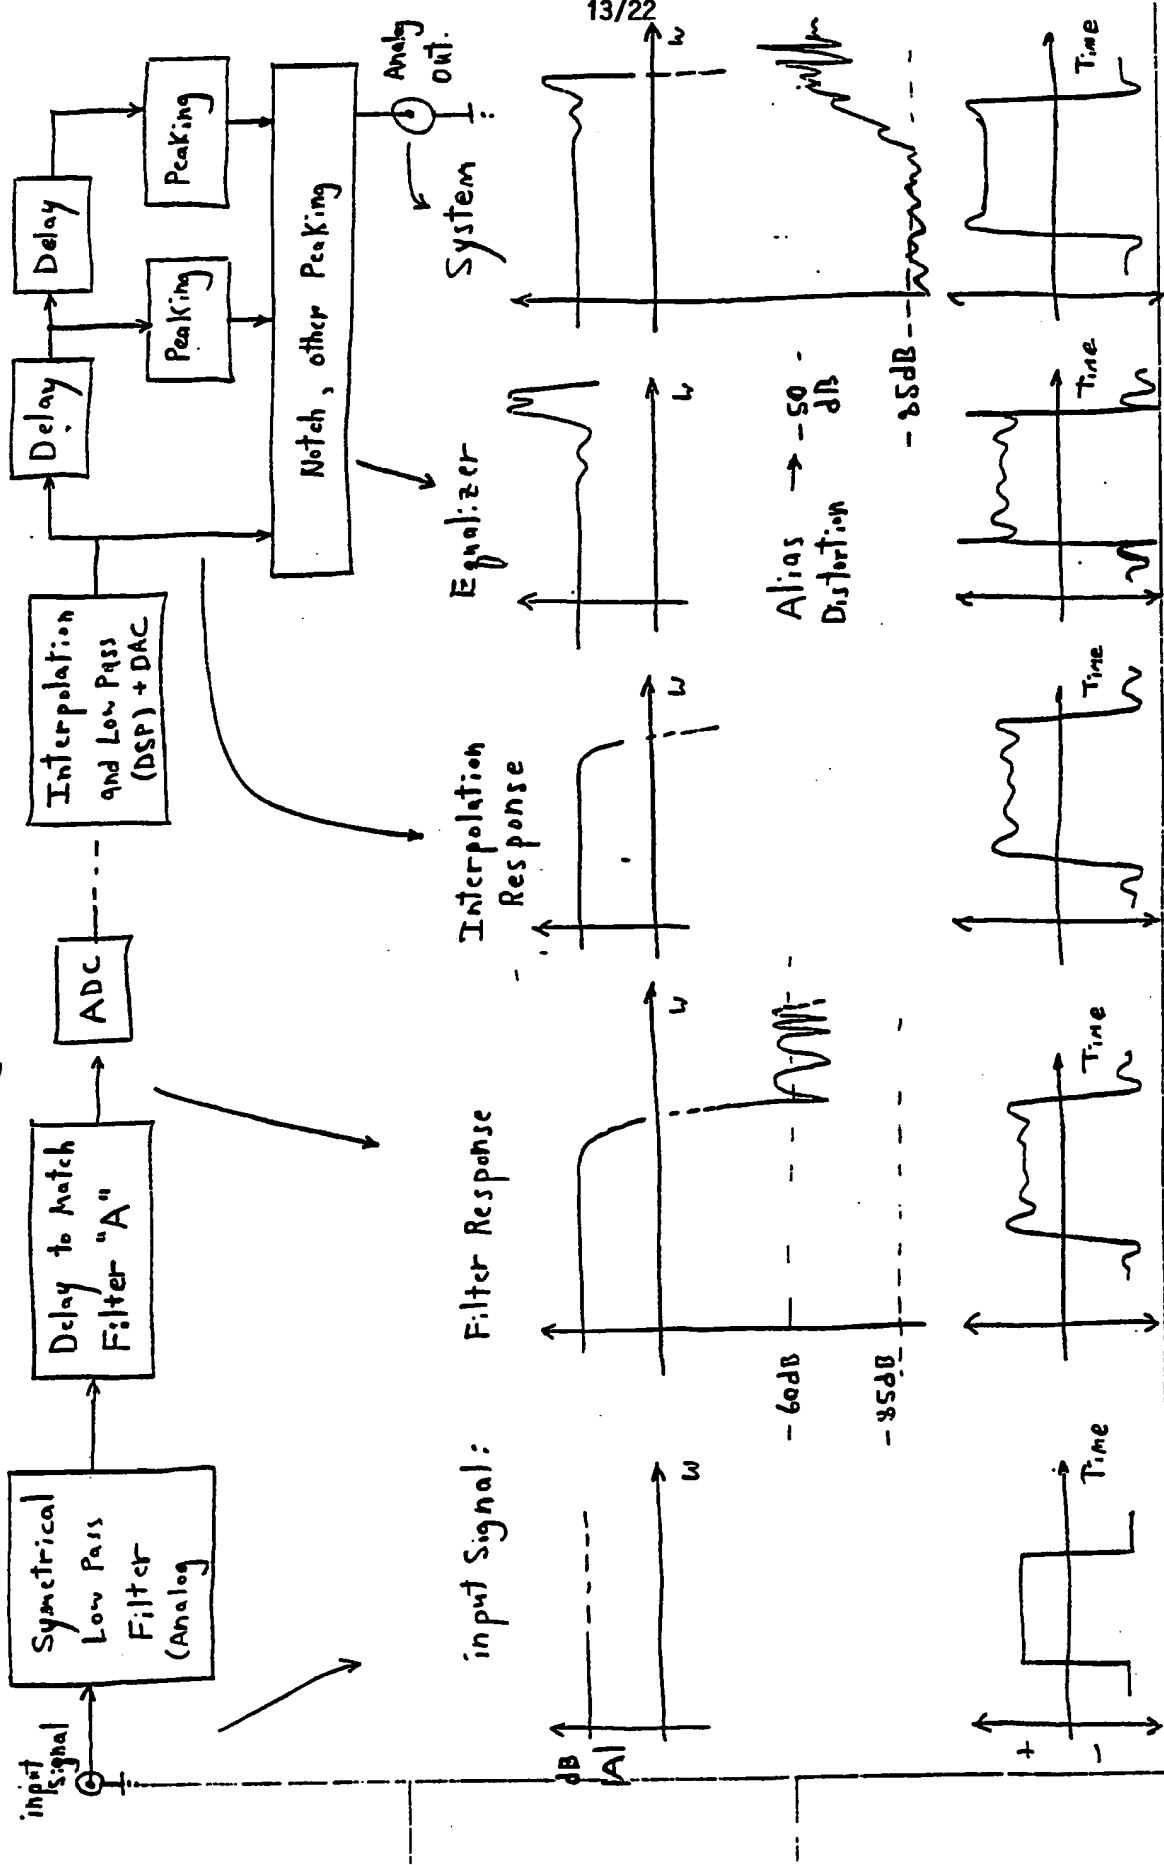 13/22
input
signal
Symetrical
Low Pass
Filter
(Analog
Delay to Match
Filter "A"
ADC
Interpolation
and Low Pass
(DSP) + DAC
Delay
Delay
Peaking
Peaking
Notch, other Peaking
Analog
Out.
input Signal:
Filter Response
Interpolation
Response
Equalizer
System
dB
|A|
W
W
W
W
W
-60dB
-85dB
Alias → -50
Distortion dB
-85dB
+
-
Time
Time
Time
Time
Time